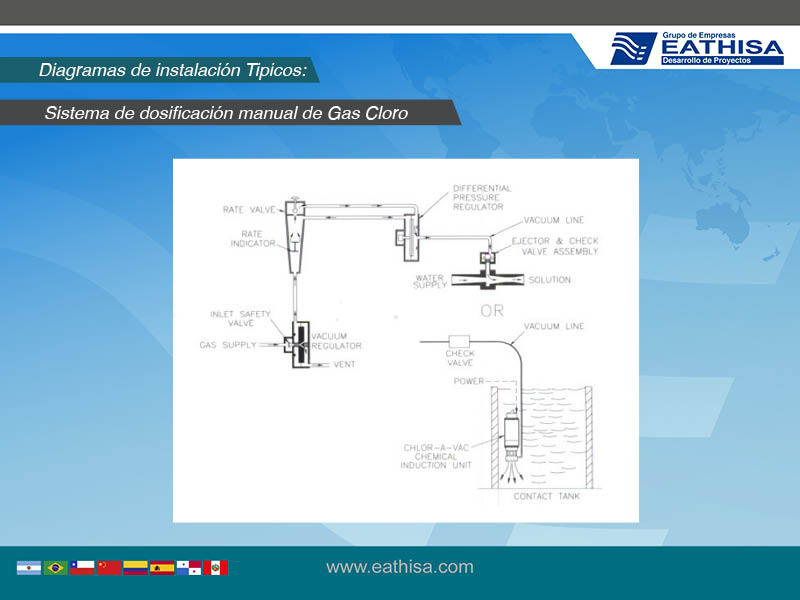 Grupo de Empresas
EATHISA
Desarrollo de Proyectos
Diagramas de instalación Tipicos:
Sistema de dosificación manual de Gas Cloro
DIFFERENTIAL
PRESSURE
REGULATOR
RATE VALVE
VACUUM LINE
RATE
INDICATOR
EJECTOR & CHECK
VALVE ASSEMBLY
WATER
SUPPLY
SOLUTION
OR
INLET SAFETY
VALVE
GAS SUPPLY
VACUUM
REGULATOR
VENT
VACUUM LINE
CHECK
VALVE
POWER
CHLOR-A-VAC
CHEMICAL
INDUCTION UNIT
CONTACT TANK
www.eathisa.com